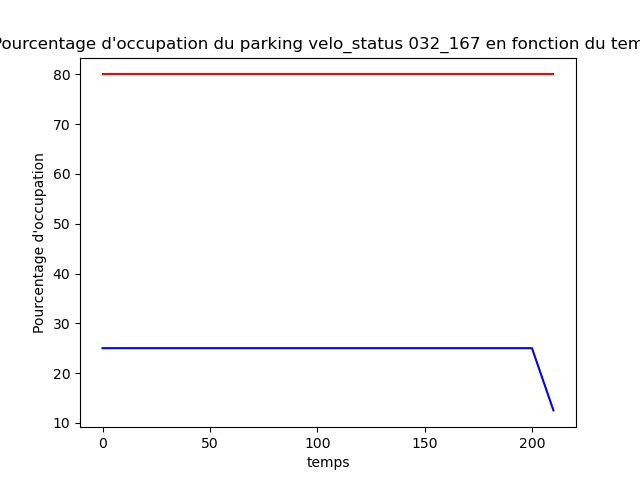 Pourcentage d'occupation du parking velo_status 032_167 en fonction du tem
80
70
60
50
40
30
20
10
Pourcentage d'occupation
0 50 100 150 200
temps